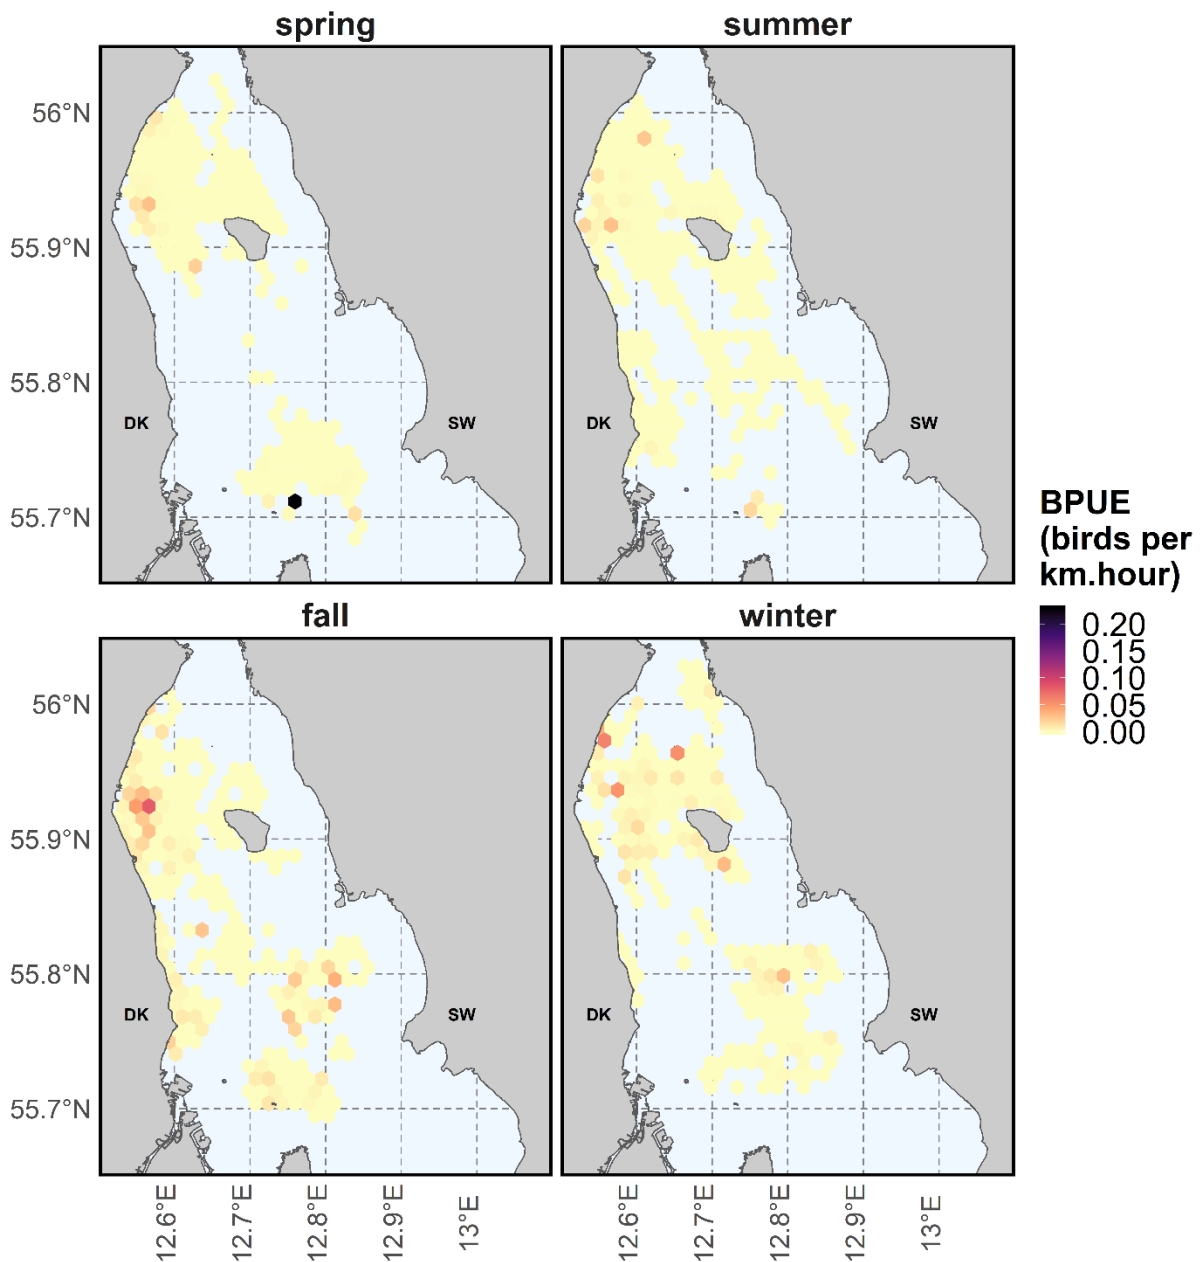 spring
summer
56°N
55.9°N
55.8°N
55.7°N
DK
SW
DK
SW
BPUE
(birds per
km.hour)
0.20
0.15
0.10
0.05
0.00
fall
winter
56°N
55.9°N
55.8°N
55.7°N
DK
SW
DK
SW
12.6°E
12.7°E
12.8°E
12.9°E
13°E
12.6°E
12.7°E
12.8°E
12.9°E
13°E